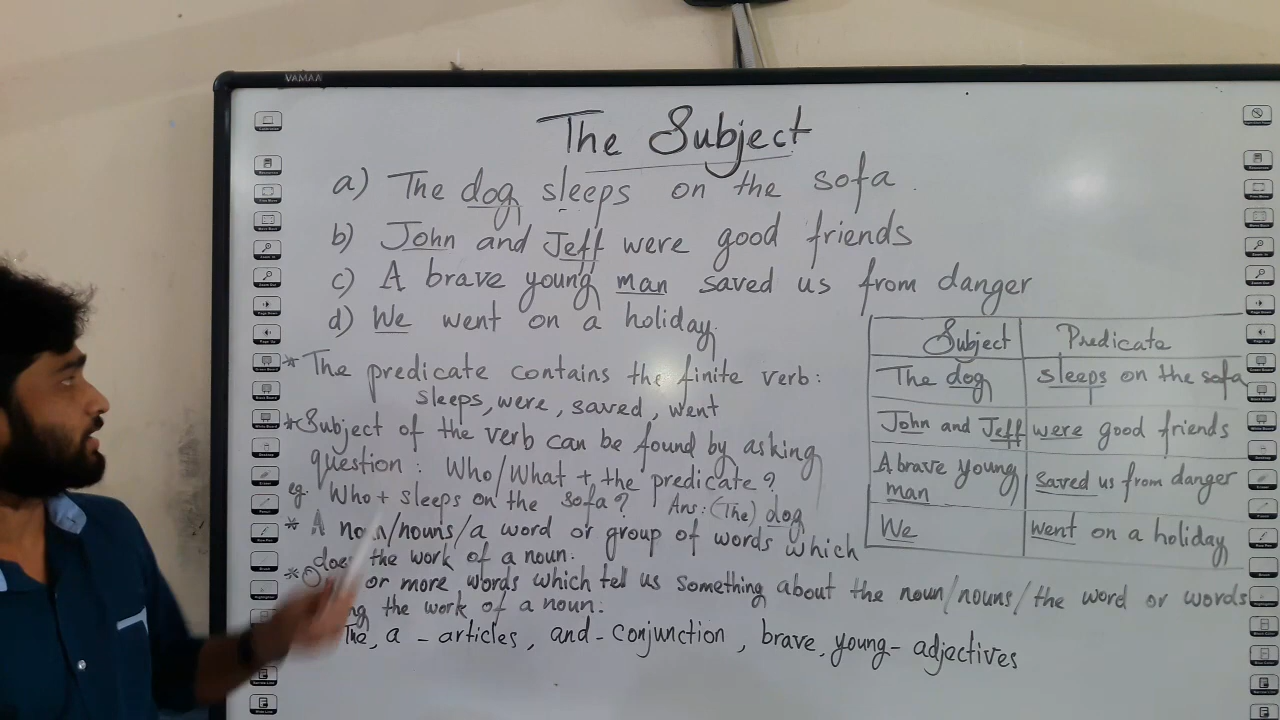 VAMAA
The Subject
a) The dog sleeps on the sofa.
b) John and Jeff were good friends
c) A brave young man saved us from danger
d) We went on a holiday.
* The predicate contains the finite verb:
sleeps, were, saved, went
* Subject of the verb can be found by asking
question: Who/What + the predicate?
eg. Who + sleeps on the sofa? Ans: (The) dog
* A noun/nouns/a word or group of words which
does the work of a noun.
* or more words which tell us something about the noun/nouns/the word or words
the work of a noun:
The, a - articles, and - conjunction, brave, young - adjectives
Subject Predicate
The dog sleeps on the sofa
John and Jeff were good friends
A brave young man saved us from danger
We went on a holiday